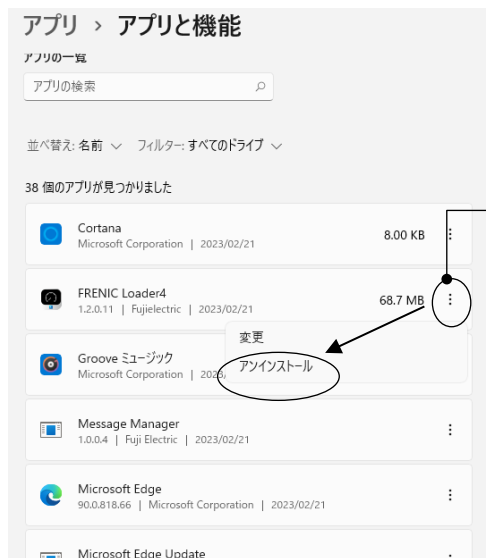 アプリ › アプリと機能
アプリの一覧
アプリの検索
並べ替え: 名前 フィルター: すべてのドライブ
38 個のアプリが見つかりました
Cortana
Microsoft Corporation | 2023/02/21
8.00 KB
FRENIC Loader4
1.2.0.11 | Fujielectric | 2023/02/21
68.7 MB
変更
アンインストール
Groove ミュージック
Microsoft Corporation | 2023/
Message Manager
1.0.0.4 | Fuji Electric | 2023/02/21
Microsoft Edge
90.0.818.66 | Microsoft Corporation | 2023/02/21
Microsoft Edge Update